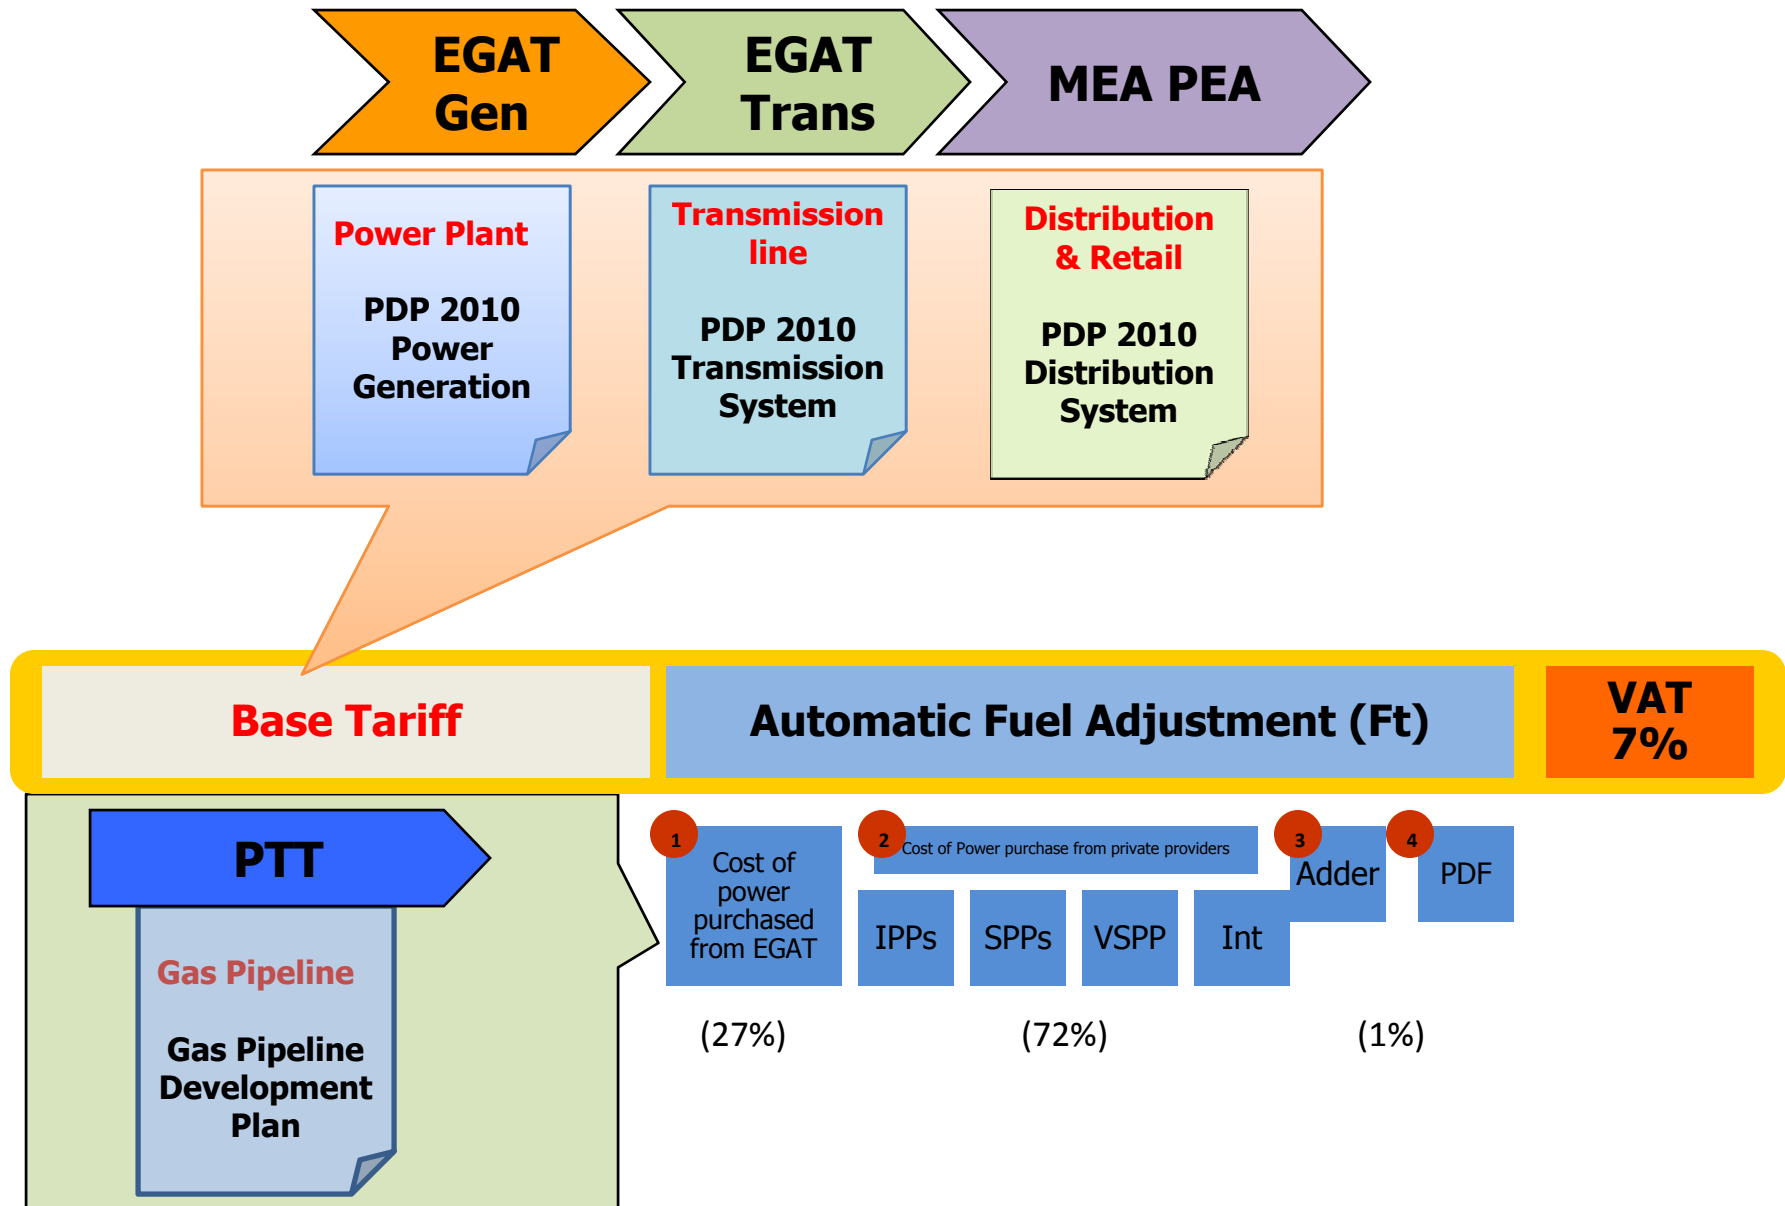 EGAT
Gen
EGAT
Trans
MEA PEA
Power Plant
PDP 2010
Power
Generation
Transmission
line
PDP 2010
Transmission
System
Distribution
& Retail
PDP 2010
Distribution
System
Base Tariff
Automatic Fuel Adjustment (Ft)
VAT
7%
PTT
Gas Pipeline
Gas Pipeline
Development
Plan
1
Cost of
power
purchased
from EGAT
2
Cost of Power purchase from private providers
IPPs
SPPs
VSPP
Int
3
Adder
4
PDF
(27%)
(72%)
(1%)